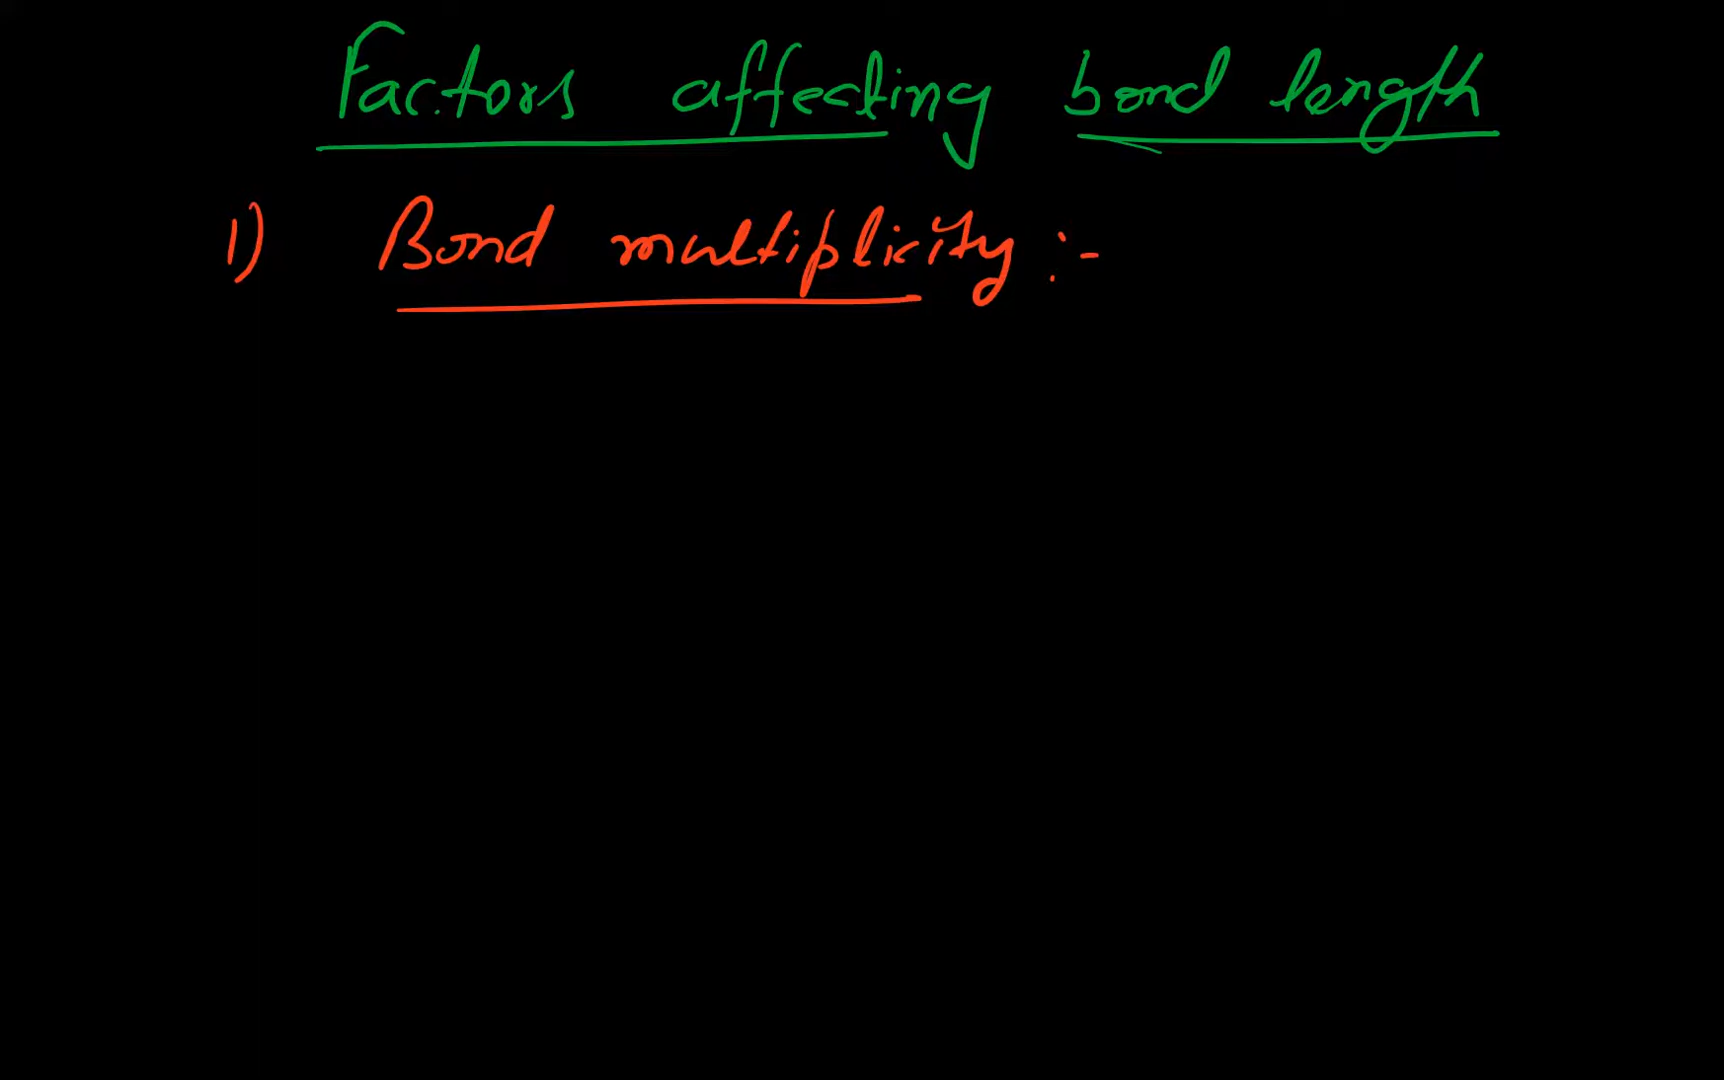 Factors affecting bond length
1) Bond multiplicity :-